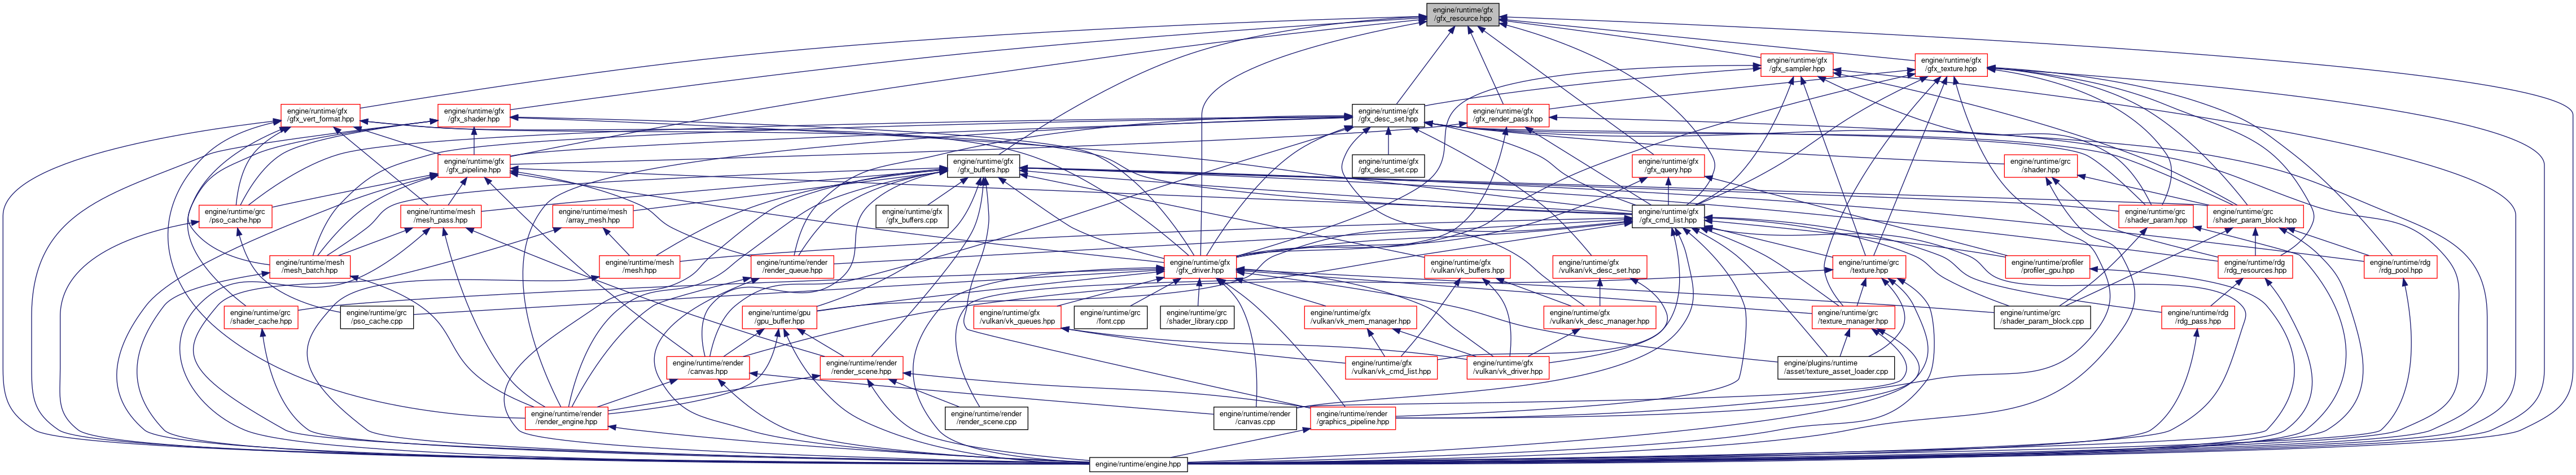 engine/runtime/gfx
/gfx_resource.hpp
engine/runtime/gfx
/gfx_sampler.hpp
engine/runtime/gfx
/gfx_texture.hpp
engine/runtime/gfx
/gfx_vert_format.hpp
engine/runtime/gfx
/gfx_shader.hpp
engine/runtime/gfx
/gfx_desc_set.hpp
engine/runtime/gfx
/gfx_render_pass.hpp
engine/runtime/gfx
/gfx_pipeline.hpp
engine/runtime/gfx
/gfx_buffers.hpp
engine/runtime/gfx
/gfx_desc_set.cpp
engine/runtime/gfx
/gfx_query.hpp
engine/runtime/grc
/shader.hpp
engine/runtime/grc
/pso_cache.hpp
engine/runtime/mesh
/mesh_pass.hpp
engine/runtime/mesh
/array_mesh.hpp
engine/runtime/gfx
/gfx_buffers.cpp
engine/runtime/gfx
/gfx_cmd_list.hpp
engine/runtime/grc
/shader_param.hpp
engine/runtime/grc
/shader_param_block.hpp
engine/runtime/mesh
/mesh_batch.hpp
engine/runtime/mesh
/mesh.hpp
engine/runtime/render
/render_queue.hpp
engine/runtime/gfx
/gfx_driver.hpp
engine/runtime/gfx
/vulkan/vk_buffers.hpp
engine/runtime/gfx
/vulkan/vk_desc_set.hpp
engine/runtime/grc
/texture.hpp
engine/runtime/profiler
/profiler_gpu.hpp
engine/runtime/rdg
/rdg_resources.hpp
engine/runtime/rdg
/rdg_pool.hpp
engine/runtime/grc
/shader_cache.hpp
engine/runtime/grc
/pso_cache.cpp
engine/runtime/gpu
/gpu_buffer.hpp
engine/runtime/gfx
/vulkan/vk_queues.hpp
engine/runtime/grc
/font.cpp
engine/runtime/grc
/shader_library.cpp
engine/runtime/gfx
/vulkan/vk_mem_manager.hpp
engine/runtime/gfx
/vulkan/vk_desc_manager.hpp
engine/runtime/grc
/texture_manager.hpp
engine/runtime/grc
/shader_param_block.cpp
engine/runtime/rdg
/rdg_pass.hpp
engine/runtime/render
/canvas.hpp
engine/runtime/render
/render_scene.hpp
engine/runtime/gfx
/vulkan/vk_cmd_list.hpp
engine/runtime/gfx
/vulkan/vk_driver.hpp
engine/plugins/runtime
/asset/texture_asset_loader.cpp
engine/runtime/render
/render_engine.hpp
engine/runtime/render
/render_scene.cpp
engine/runtime/render
/canvas.cpp
engine/runtime/render
/graphics_pipeline.hpp
engine/runtime/engine.hpp